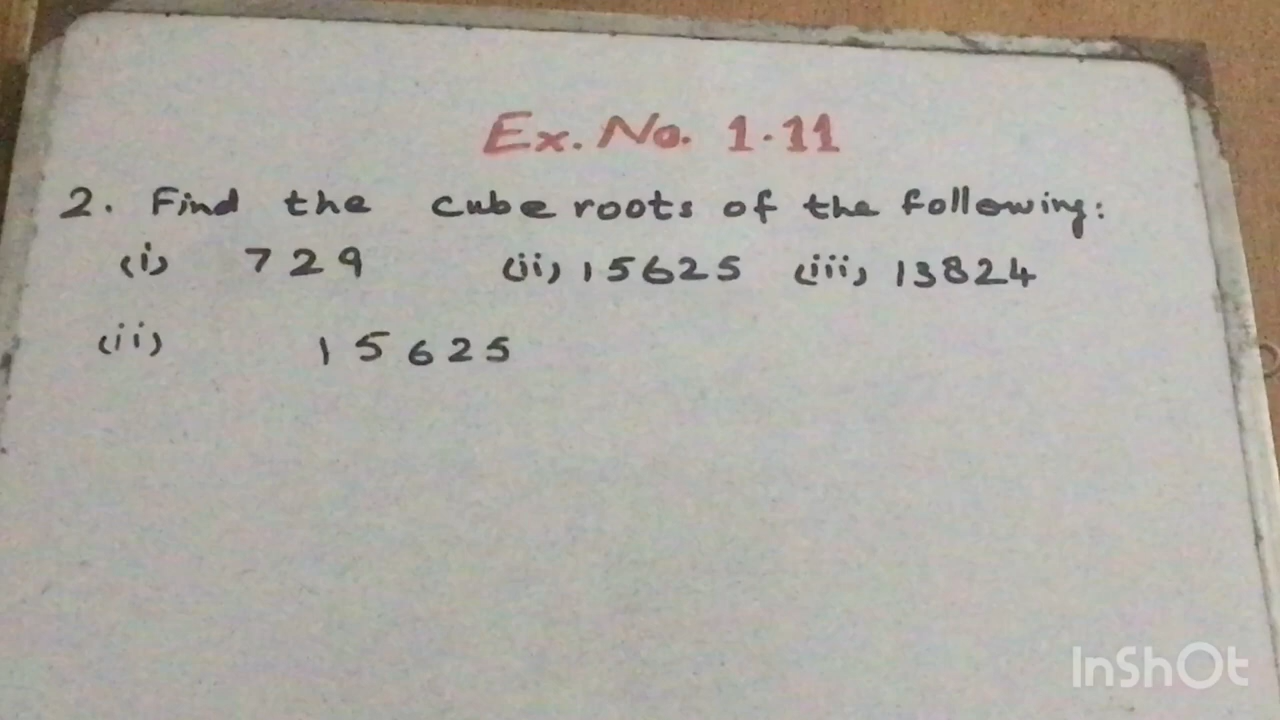 Ex. No. 1.11
2. Find the cube roots of the following:
(i) 729 (ii) 15625 (iii) 13824
(ii) 15625
InShOt